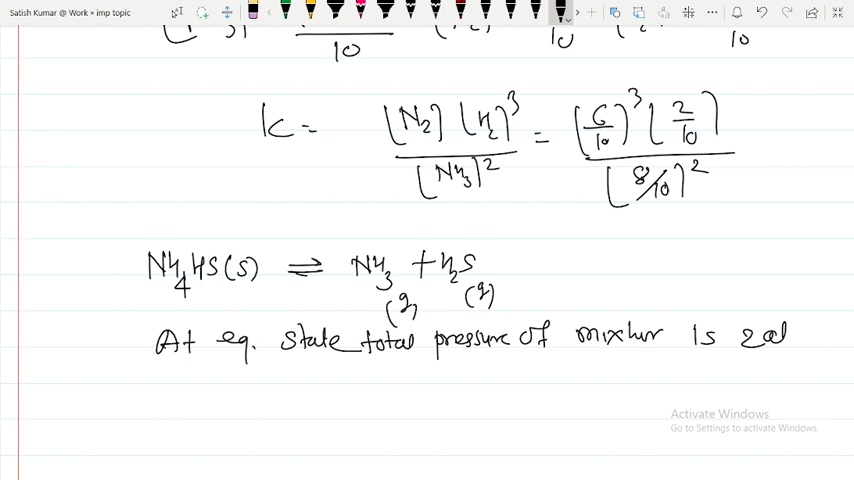 Satish Kumar @ Work » imp topic
10 10 10
K = [N2] [H2]^3 / [NH3]^2 = [6/10]^3 [2/10] / [8/10]^2
NH4HS(s) ⇌ NH3 (g) + H2S (g)
At eq. state total pressure of mixtur is 2at
Activate Windows
Go to Settings to activate Windows.